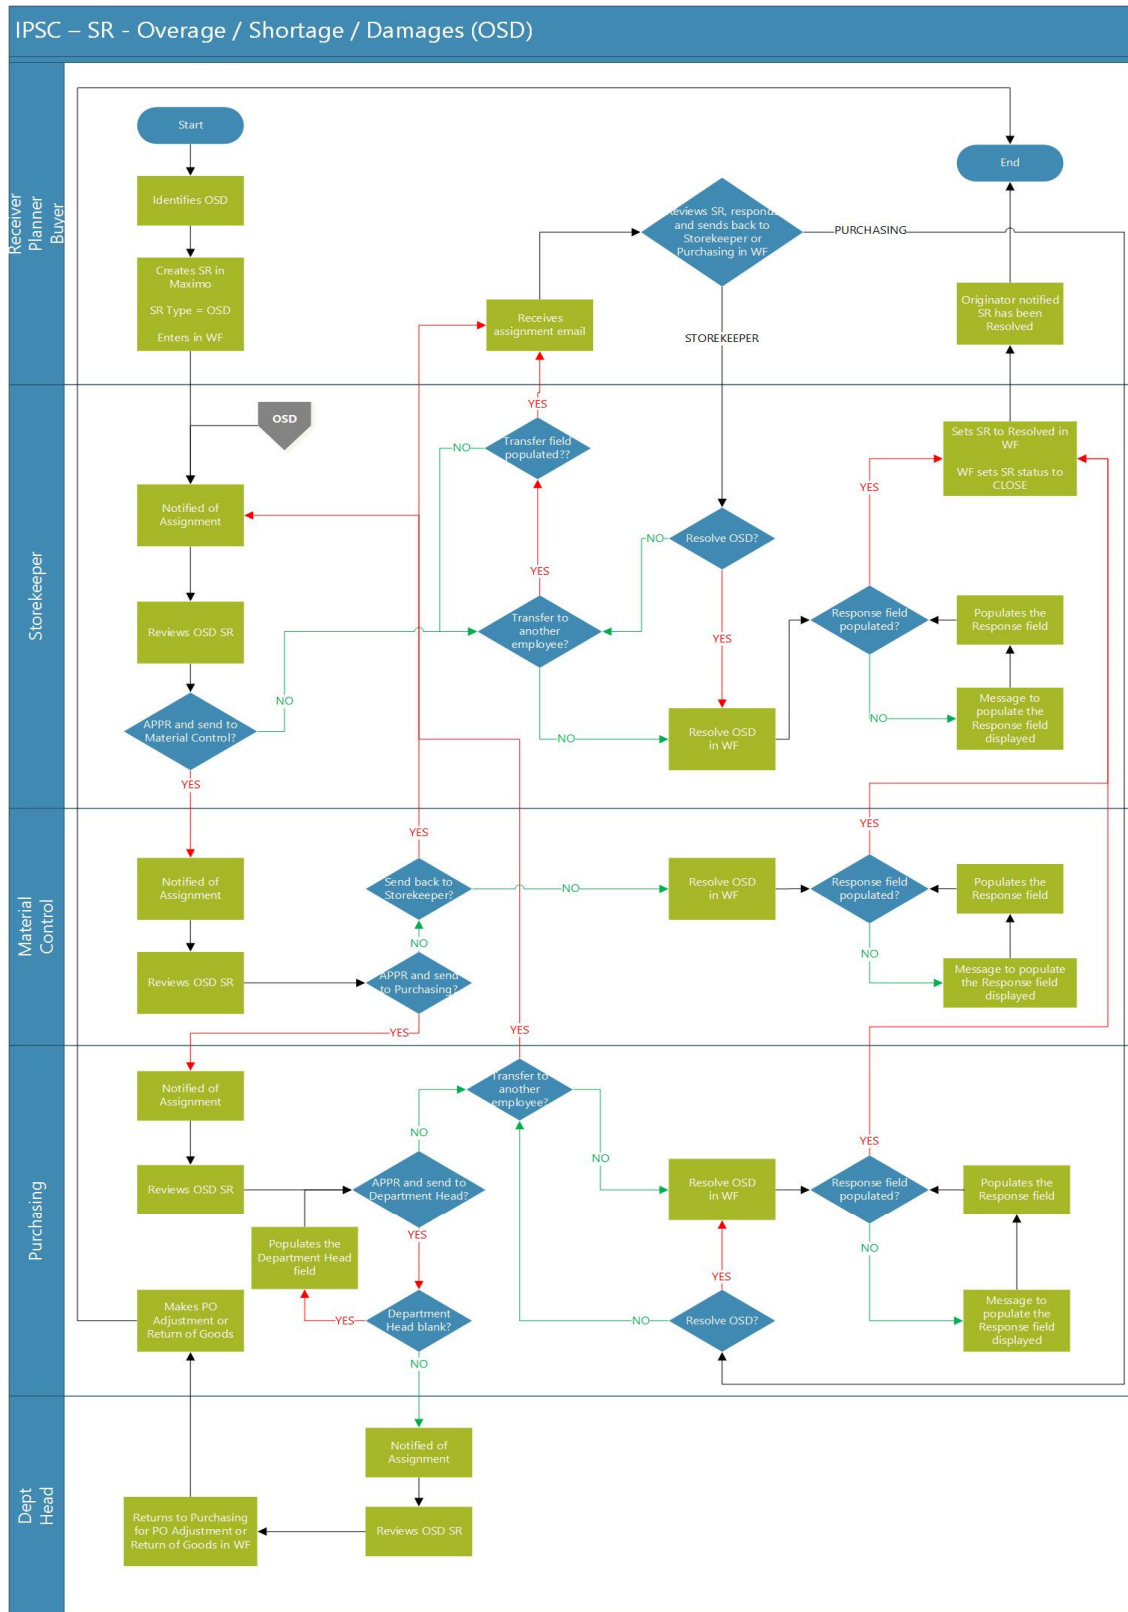 IPSC – SR - Overage / Shortage / Damages (OSD)
Receiver
Planner
Buyer
Start
Identifies OSD
Creates SR in
Maximo
SR Type = OSD
Enters in WF
Receives
assignment email
Reviews SR, responds
and sends back to
Storekeeper or
Purchasing in WF
PURCHASING
STOREKEEPER
End
Originator notified
SR has been
Resolved
Storekeeper
OSD
Notified of
Assignment
Reviews OSD SR
APPR and send to
Material Control?
NO
YES
Transfer field
populated??
YES
NO
Transfer to
another
employee?
YES
NO
Resolve OSD?
NO
YES
Resolve OSD
in WF
Response field
populated?
YES
NO
Sets SR to Resolved in
WF
WF sets SR status to
CLOSE
Populates the
Response field
Message to
populate the
Response field
displayed
Material
Control
Notified of
Assignment
Reviews OSD SR
APPR and send
to Purchasing?
NO
YES
Send back to
Storekeeper?
YES
NO
Resolve OSD
in WF
Response field
populated?
YES
NO
Populates the
Response field
Message to populate
the Response field
displayed
Purchasing
Notified of
Assignment
Reviews OSD SR
APPR and send to
Department Head?
NO
YES
Populates the
Department Head
field
Department
Head blank?
YES
NO
Makes PO
Adjustment or
Return of Goods
Transfer to
another
employee?
YES
NO
Resolve OSD
in WF
Resolve OSD?
YES
NO
Response field
populated?
YES
NO
Populates the
Response field
Message to
populate the
Response field
displayed
Dept
Head
Notified of
Assignment
Reviews OSD SR
Returns to Purchasing
for PO Adjustment or
Return of Goods in WF